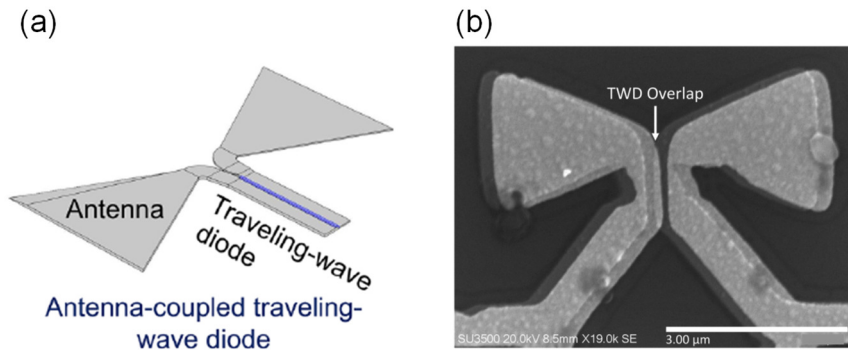 (a)
Antenna
Traveling-wave
diode
Antenna-coupled traveling-
wave diode
(b)
TWD Overlap
SU3500 20.0kV 8.5mm X19.0k SE
3.00 µm